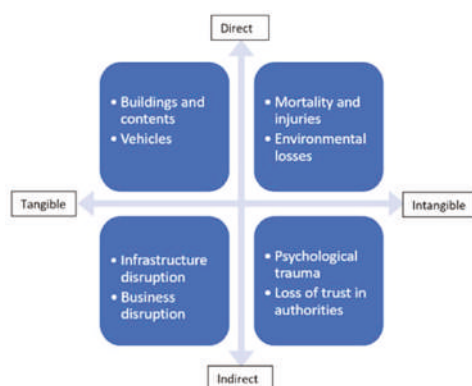 Direct
• Buildings and
contents
• Vehicles
• Mortality and
injuries
• Environmental
losses
Tangible
Intangible
• Infrastructure
disruption
• Business
disruption
• Psychological
trauma
• Loss of trust in
authorities
Indirect